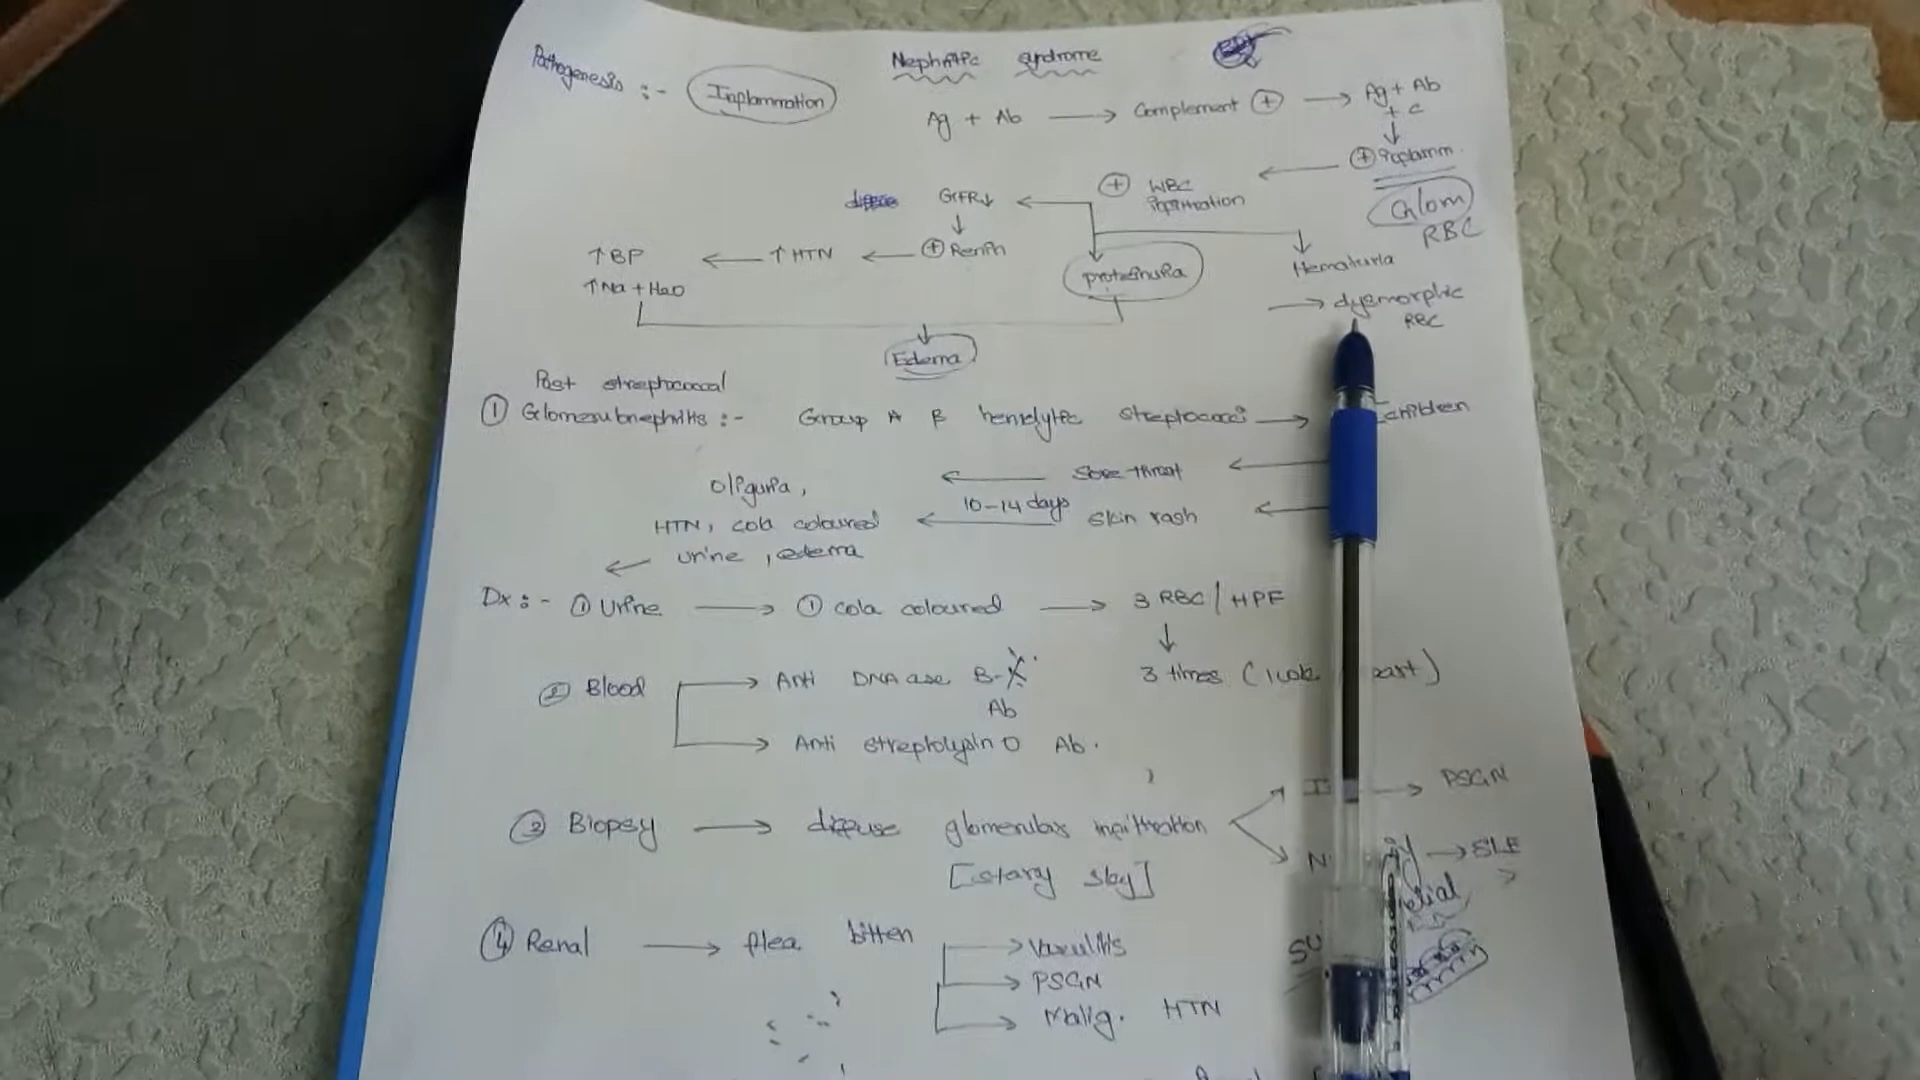 Nephritic syndrome
Pathogenesis :- Inflammation
Ag + Ab → Complement + → Ag + Ab
+ C
↓
+ Inflamm.
← 
Glom
RBC
GFR↓ ← + WBC
Infiltration
↓
↑BP ← ↑HTN ← + Renin
↑Na + H2O
Proteinuria
Hematuria
→ dysmorphic
RBC
Edema
Post streptococcal
① Glomerulonephritis :- Group A β hemolytic streptococci → children
← Sore throat ←
Oliguria,
10-14 days
HTN, cola coloured ← skin rash ←
urine, edema
←
Dx :- ① Urine → ① cola coloured → 3 RBC / HPF
↓
3 times (1wk east)
② Blood → Anti DNAase B-
Ab
→ Anti streptolysin O Ab.
③ Biopsy → diffuse glomerular infiltration
→ PSGN
→ SLE
[starry sky]
④ Renal → flea bitten → Vasculitis
→ PSGN
→ Malig. HTN